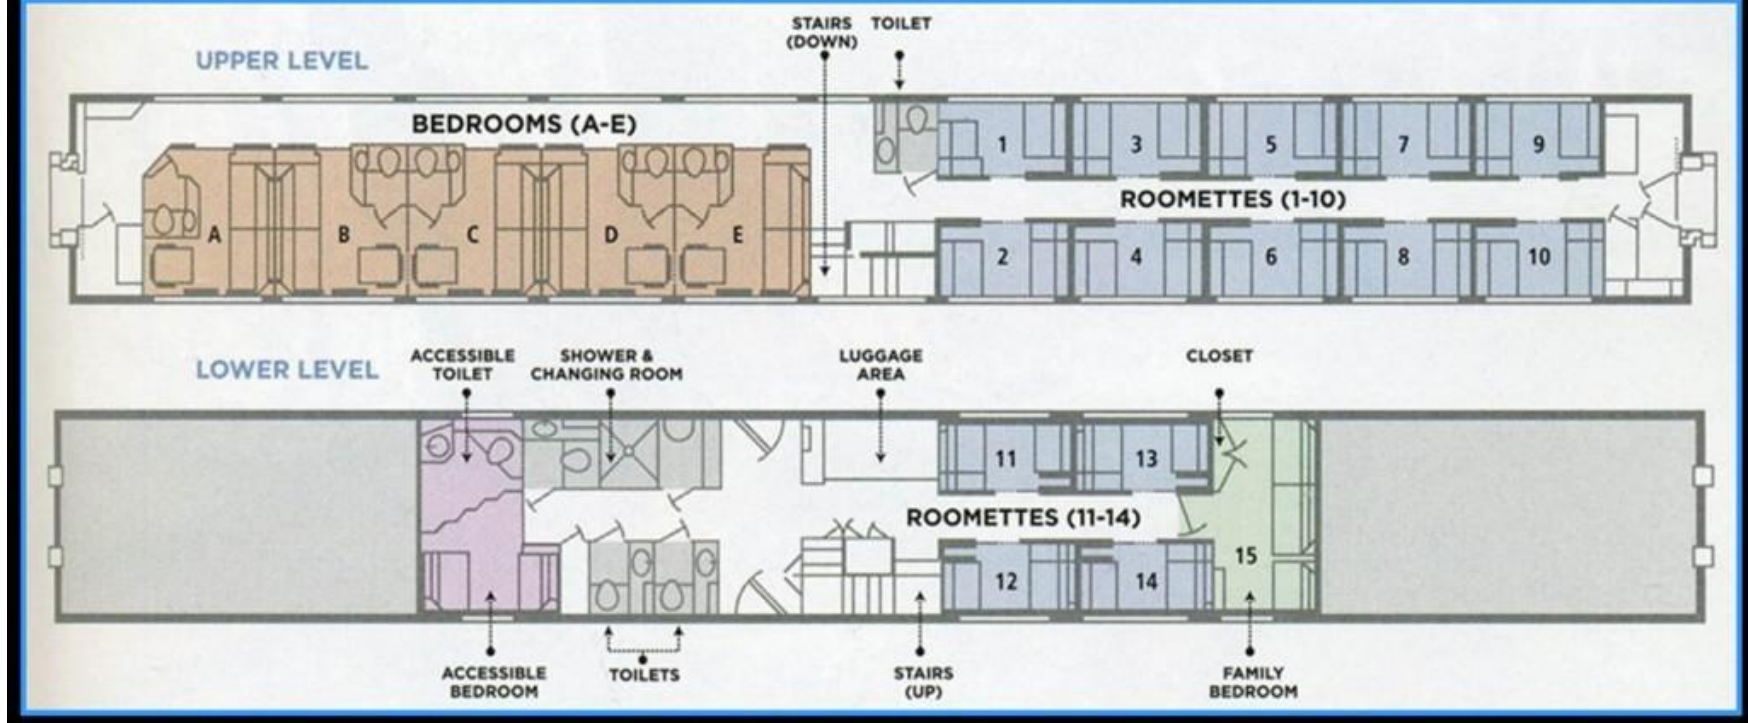 STAIRS
(DOWN)
TOILET
UPPER LEVEL
BEDROOMS (A-E)
1
3
5
7
9
ROOMETTES (1-10)
A
B
C
D
E
2
4
6
8
10
LOWER LEVEL
ACCESSIBLE
TOILET
SHOWER &
CHANGING ROOM
LUGGAGE
AREA
CLOSET
11
13
ROOMETTES (11-14)
15
12
14
ACCESSIBLE
BEDROOM
TOILETS
STAIRS
(UP)
FAMILY
BEDROOM